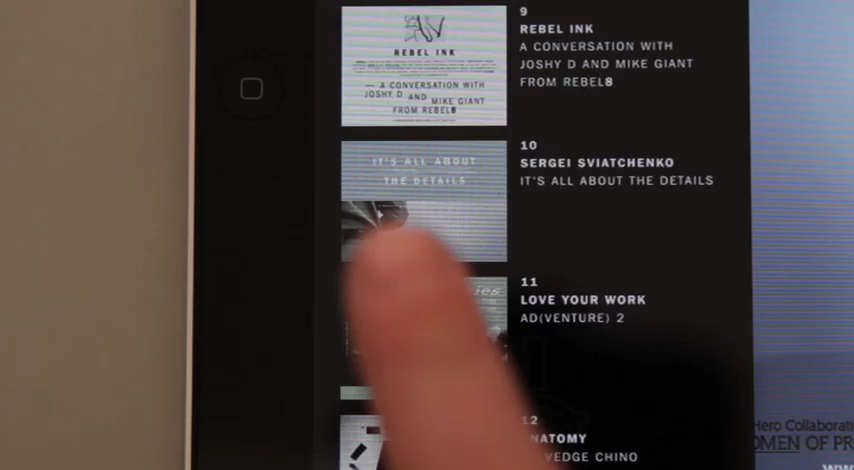 REBEL INK
— A CONVERSATION WITH
JOSHY D AND MIKE GIANT
FROM REBEL8
9
REBEL INK
A CONVERSATION WITH
JOSHY D AND MIKE GIANT
FROM REBEL8
IT'S ALL ABOUT
THE DETAILS
10
SERGEI SVIATCHENKO
IT'S ALL ABOUT THE DETAILS
11
LOVE YOUR WORK
AD(VENTURE) 2
12
NATOMY
VEDGE CHINO
Hero Collaborati
OMEN OF PR
WW